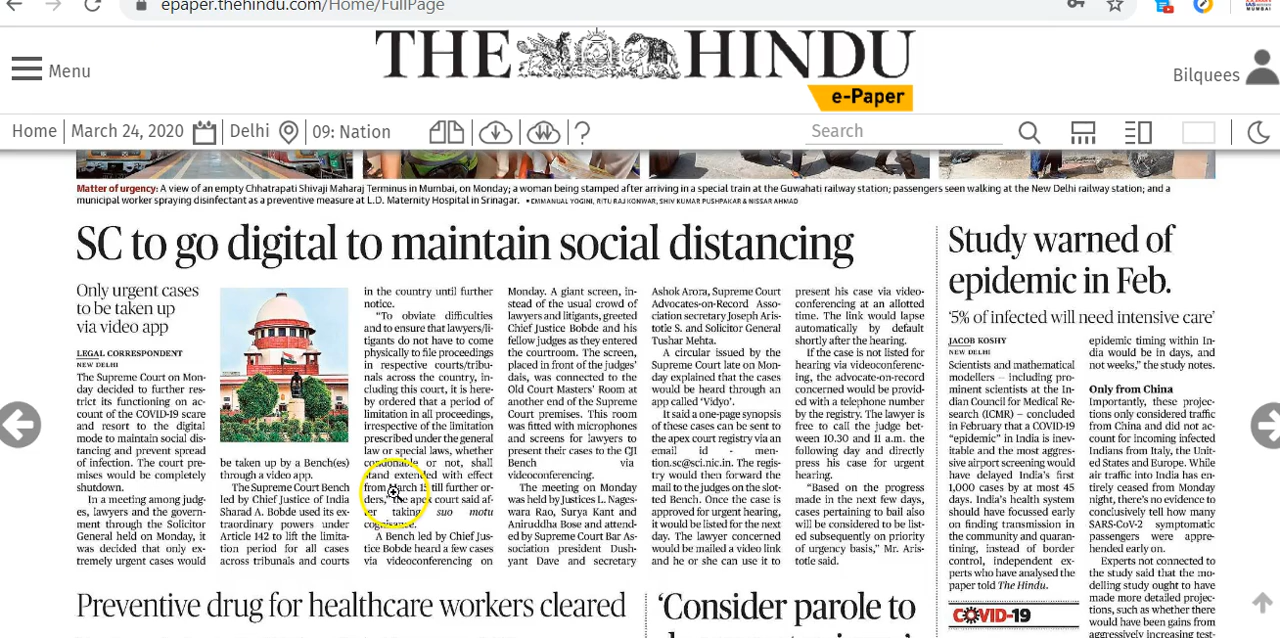 epaper.thehindu.com/Home/FullPage
Menu
THE HINDU
e-Paper
Bilquees
Home
March 24, 2020
Delhi
09: Nation
?
Search
Matter of urgency: A view of an empty Chhatrapati Shivaji Maharaj Terminus in Mumbai, on Monday; a woman being stamped after arriving in a special train at the Guwahati railway station; passengers seen walking at the New Delhi railway station; and a
municipal worker spraying disinfectant as a preventive measure at L.D. Maternity Hospital in Srinagar. • EMMANUAL YOGINI, RITU RAJ KONWAR, SHIV KUMAR PUSHPAKAR & NISSAR AHMAD
SC to go digital to maintain social distancing
Only urgent cases
to be taken up
via video app
LEGAL CORRESPONDENT
NEW DELHI
The Supreme Court on Mon-
day decided to further res-
trict its functioning on ac-
count of the COVID-19 scare
and resort to the digital
mode to maintain social dis-
tancing and prevent spread
of infection. The court pre-
mises would be completely
shutdown.
In a meeting among judg-
es, lawyers and the govern-
ment through the Solicitor
General held on Monday, it
was decided that only ex-
tremely urgent cases would
be taken up by a Bench(es)
through a video app.
The Supreme Court Bench
led by Chief Justice of India
Sharad A. Bobde used its ex-
traordinary powers under
Article 142 to lift the limita-
tion period for all cases
across tribunals and courts
in the country until further
notice.
"To obviate difficulties
and to ensure that lawyers/li-
tigants do not have to come
physically to file proceedings
in respective courts/tribu-
nals across the country, in-
cluding this court, it is here-
by ordered that a period of
limitation in all proceedings,
irrespective of the limitation
prescribed under the general
law or special laws, whether
condonable or not, shall
stand extended with effect
from March till further or-
ders," the apex court said af-
ter taking suo motu
cognisance.
A Bench led by Chief Jus-
tice Bobde heard a few cases
via videoconferencing on
Monday. A giant screen, in-
stead of the usual crowd of
lawyers and litigants, greeted
Chief Justice Bobde and his
fellow judges as they entered
the courtroom. The screen,
placed in front of the judges'
dais, was connected to the
Old Court Masters' Room at
another end of the Supreme
Court premises. This room
was fitted with microphones
and screens for lawyers to
present their cases to the CJI
Bench via
videoconferencing.
The meeting on Monday
was held by Justices L. Nages-
wara Rao, Surya Kant and
Aniruddha Bose and attend-
ed by Supreme Court Bar As-
sociation president Dush-
yant Dave and secretary
Ashok Arora, Supreme Court
Advocates-on-Record Asso-
ciation secretary Joseph Aris-
totle S. and Solicitor General
Tushar Mehta.
A circular issued by the
Supreme Court late on Mon-
day explained that the cases
would be heard through an
app called 'Vidyo'.
It said a one-page synopsis
of these cases can be sent to
the apex court registry via an
email id - men-
tion.sc@sci.nic.in. The regis-
try would then forward the
mail to the judges on the slot-
ted Bench. Once the case is
approved for urgent hearing,
it would be listed for the next
day. The lawyer concerned
would be mailed a video link
and he or she can use it to
present his case via video-
conferencing at an allotted
time. The link would lapse
automatically by default
shortly after the hearing.
If the case is not listed for
hearing via videoconferenc-
ing, the advocate-on-record
concerned would be provid-
ed with a telephone number
by the registry. The lawyer is
free to call the judge bet-
ween 10.30 and 11 a.m. the
following day and directly
press his case for urgent
hearing.
"Based on the progress
made in the next few days,
cases pertaining to bail also
will be considered to be list-
ed subsequently on priority
of urgency basis," Mr. Aris-
totle said.
Study warned of
epidemic in Feb.
'5% of infected will need intensive care'
JACOB KOSHY
NEW DELHI
Scientists and mathematical
modellers – including pro-
minent scientists at the In-
dian Council for Medical Re-
search (ICMR) – concluded
in February that a COVID-19
"epidemic" in India is inev-
itable and the most aggres-
sive airport screening would
have delayed India's first
1,000 cases by at most 45
days. India's health system
should have focussed early
on finding transmission in
the community and quaran-
tining, instead of border
control, independent ex-
perts who have analysed the
paper told The Hindu.
COVID-19
epidemic timing within In-
dia would be in days, and
not weeks," the study notes.
Only from China
Importantly, these projec-
tions only considered traffic
from China and did not ac-
count for incoming infected
Indians from Italy, the Unit-
ed States and Europe. While
air traffic into India has en-
tirely ceased from Monday
night, there's no evidence to
conclusively tell how many
SARS-CoV-2 symptomatic
passengers were appre-
hended early on.
Experts not connected to
the study said that the mo-
delling study ought to have
made more detailed projec-
tions, such as whether there
would have been gains from
aggressively increasing test-
Preventive drug for healthcare workers cleared
'Consider parole to